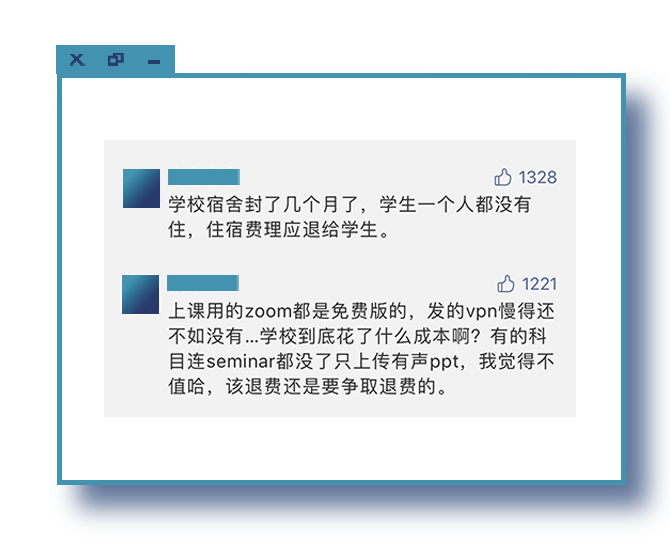 1328
学校宿舍封了几个月了，学生一个人都没有
住，住宿费理应退给学生。
1221
上课用的zoom都是免费版的，发的vpn慢得还
不如没有...学校到底花了什么成本啊？有的科
目连seminar都没了只上传有声ppt，我觉得不
值哈，该退费还是要争取退费的。